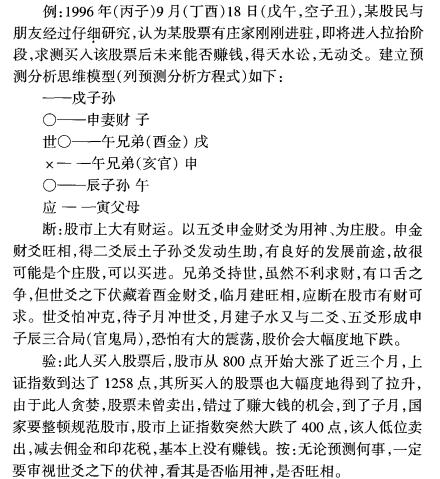 例:1996年(丙子)9月(丁酉)18日(戊午,空子丑),某股民与
朋友经过仔细研究,认为某股票有庄家刚刚进驻,即将进入拉抬阶
段,求测买入该股票后未来能否赚钱,得天水讼,无动爻。建立预
测分析思维模型(列预测分析方程式)如下:
——戌子孙
○——申妻财 子
世○——午兄弟(酉金) 戌
×— —午兄弟(亥官) 申
○——辰子孙 午
应 — —寅父母
断:股市上大有财运。以五爻申金财爻为用神、为庄股。申金
财爻旺相,得二爻辰土子孙爻发动生助,有良好的发展前途,故很
可能是个庄股,可以买进。兄弟爻持世,虽然不利求财,有口舌之
争,但世爻之下伏藏着酉金财爻,临月建旺相,应断在股市有财可
求。世爻怕冲克,待子月冲世爻,月建子水又与二爻、五爻形成申
子辰三合局(官鬼局),恐怕有大的震荡,股价会大幅度地下跌。
验:此人买入股票后,股市从800点开始大涨了近三个月,上
证指数到达了1258点,其所买入的股票也大幅度地得到了拉升,
由于此人贪婪,股票未曾卖出,错过了赚大钱的机会,到了子月,国
家要整顿规范股市,股市上证指数突然大跌了400点,该人低位卖
出,减去佣金和印花税,基本上没有赚钱。按:无论预测何事,一定
要审视世爻之下的伏神,看其是否临用神,是否旺相。